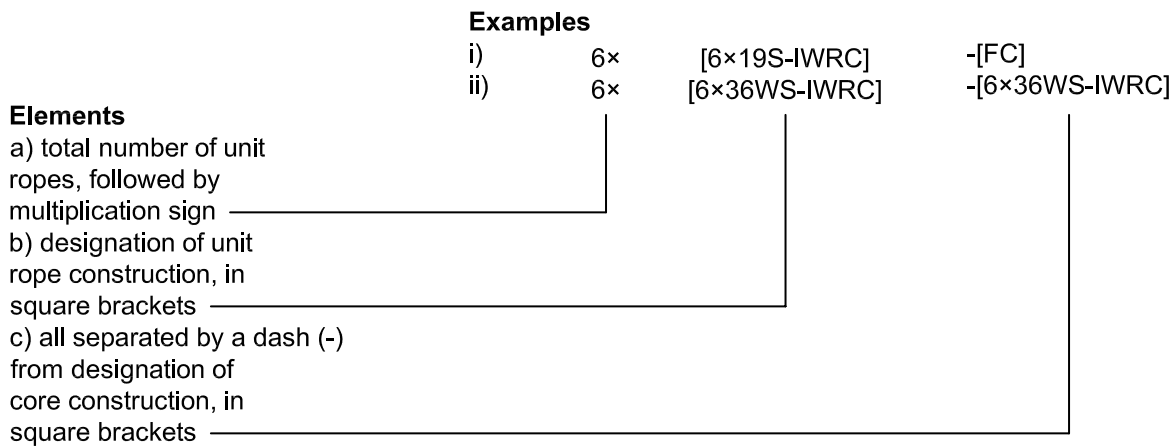 Examples
i) 6× [6×19S-IWRC] -[FC]
ii) 6× [6×36WS-IWRC] -[6×36WS-IWRC]
Elements
a) total number of unit
ropes, followed by
multiplication sign
b) designation of unit
rope construction, in
square brackets
c) all separated by a dash (-)
from designation of
core construction, in
square brackets